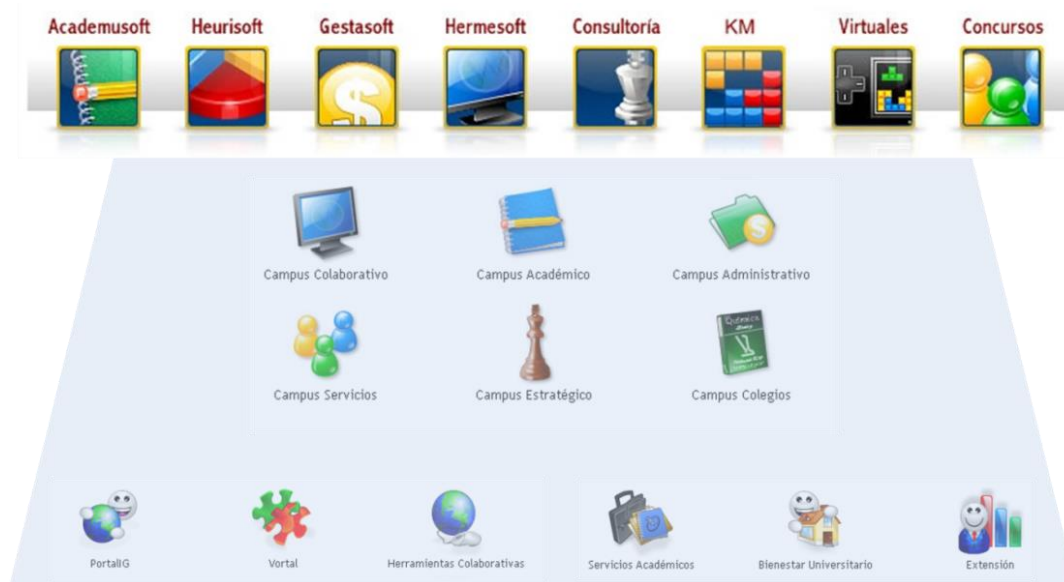 Academusoft
Heurisoft
Gestasoft
Hermesoft
Consultoría
KM
Virtuales
Concursos
Campus Colaborativo
Campus Académico
Campus Administrativo
Química
Campus Servicios
Campus Estratégico
Campus Colegios
PortalIG
Vortal
Herramientas Colaborativas
Servicios Académicos
Bienestar Universitario
Extensión